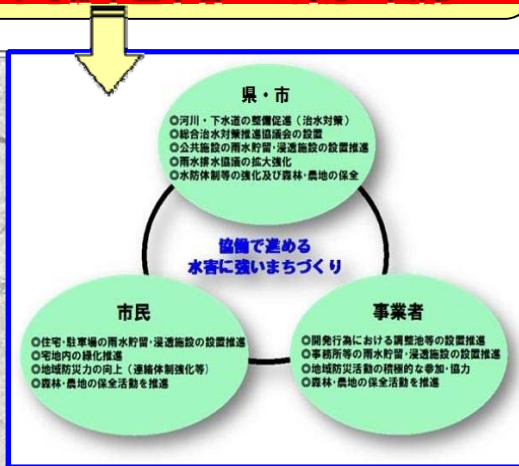 県・市
◎河川・下水道の整備促進（治水対策）
◎総合治水対策推進協議会の設置
◎公共施設の雨水貯留・浸透施設の設置推進
◎雨水排水協議の拡大強化
◎水防体制等の強化及び森林・農地の保全
協働で進める
水害に強いまちづくり
市民
◎住宅・駐車場の雨水貯留・浸透施設の設置推進
◎宅地内の緑化推進
◎地域防災力の向上（連絡体制強化等）
◎森林・農地の保全活動を推進
事業者
◎開発行為における調整池等の設置推進
◎事務所等の雨水貯留・浸透施設の設置推進
◎地域防災活動の積極的な参加・協力
◎森林・農地の保全活動を推進